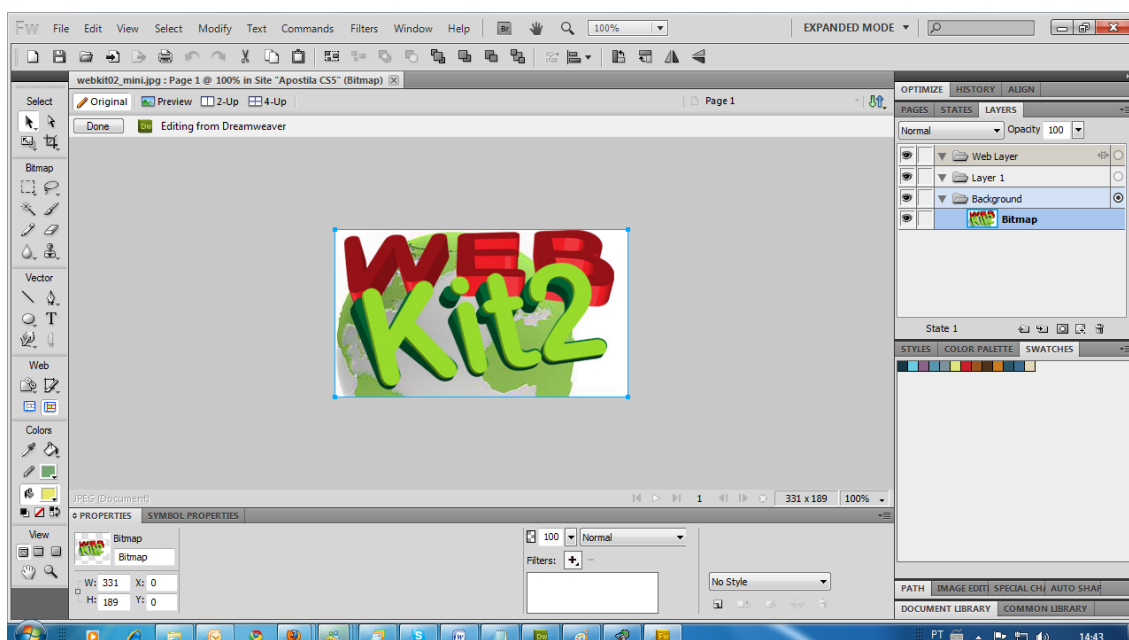 FW File Edit View Select Modify Text Commands Filters Window Help Br 100% EXPANDED MODE
webkit02_mini.jpg : Page 1 @ 100% in Site "Apostila CS5" (Bitmap)
Original Preview 2-Up 4-Up Page 1
Done Dw Editing from Dreamweaver
Select
Bitmap
Vector
T
Web
Colors
View
WEB
Kit2
JPEG (Document) 1 331 x 189 100%
PROPERTIES SYMBOL PROPERTIES
Bitmap
Bitmap
W: 331 X: 0
H: 189 Y: 0
100 Normal
Filters:
No Style
OPTIMIZE HISTORY ALIGN
PAGES STATES LAYERS
Normal Opacity 100
Web Layer
Layer 1
Background
Bitmap
State 1
STYLES COLOR PALETTE SWATCHES
PATH IMAGE EDITI SPECIAL CHA AUTO SHAP
DOCUMENT LIBRARY COMMON LIBRARY
PT 14:43